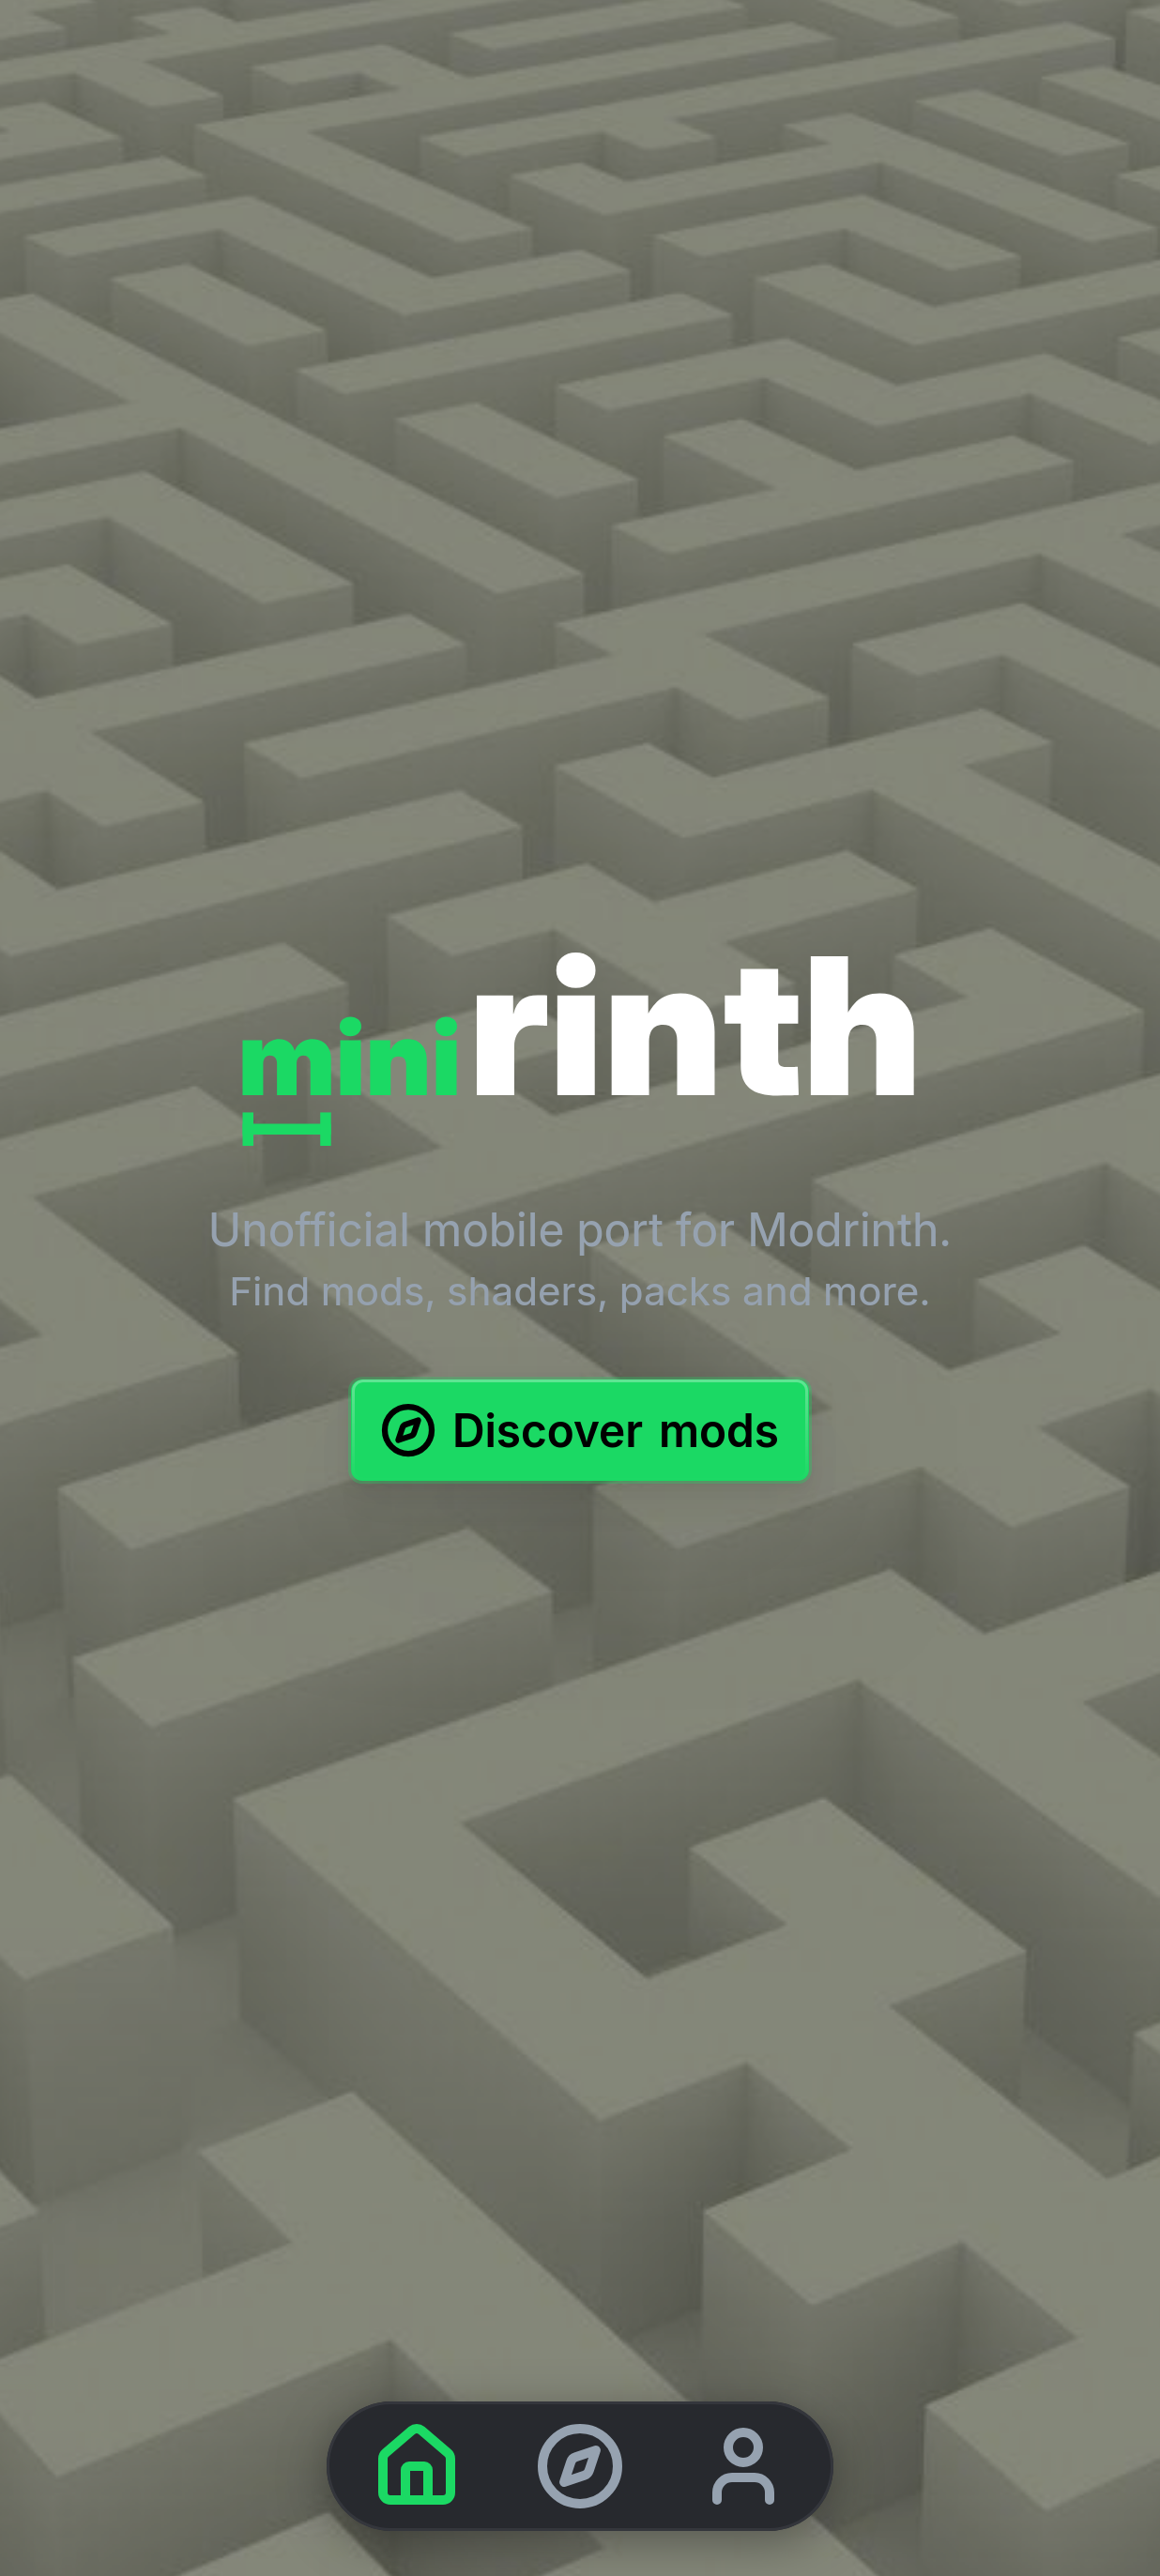 minirinth
Unofficial mobile port for Modrinth.
Find mods, shaders, packs and more.
Discover mods